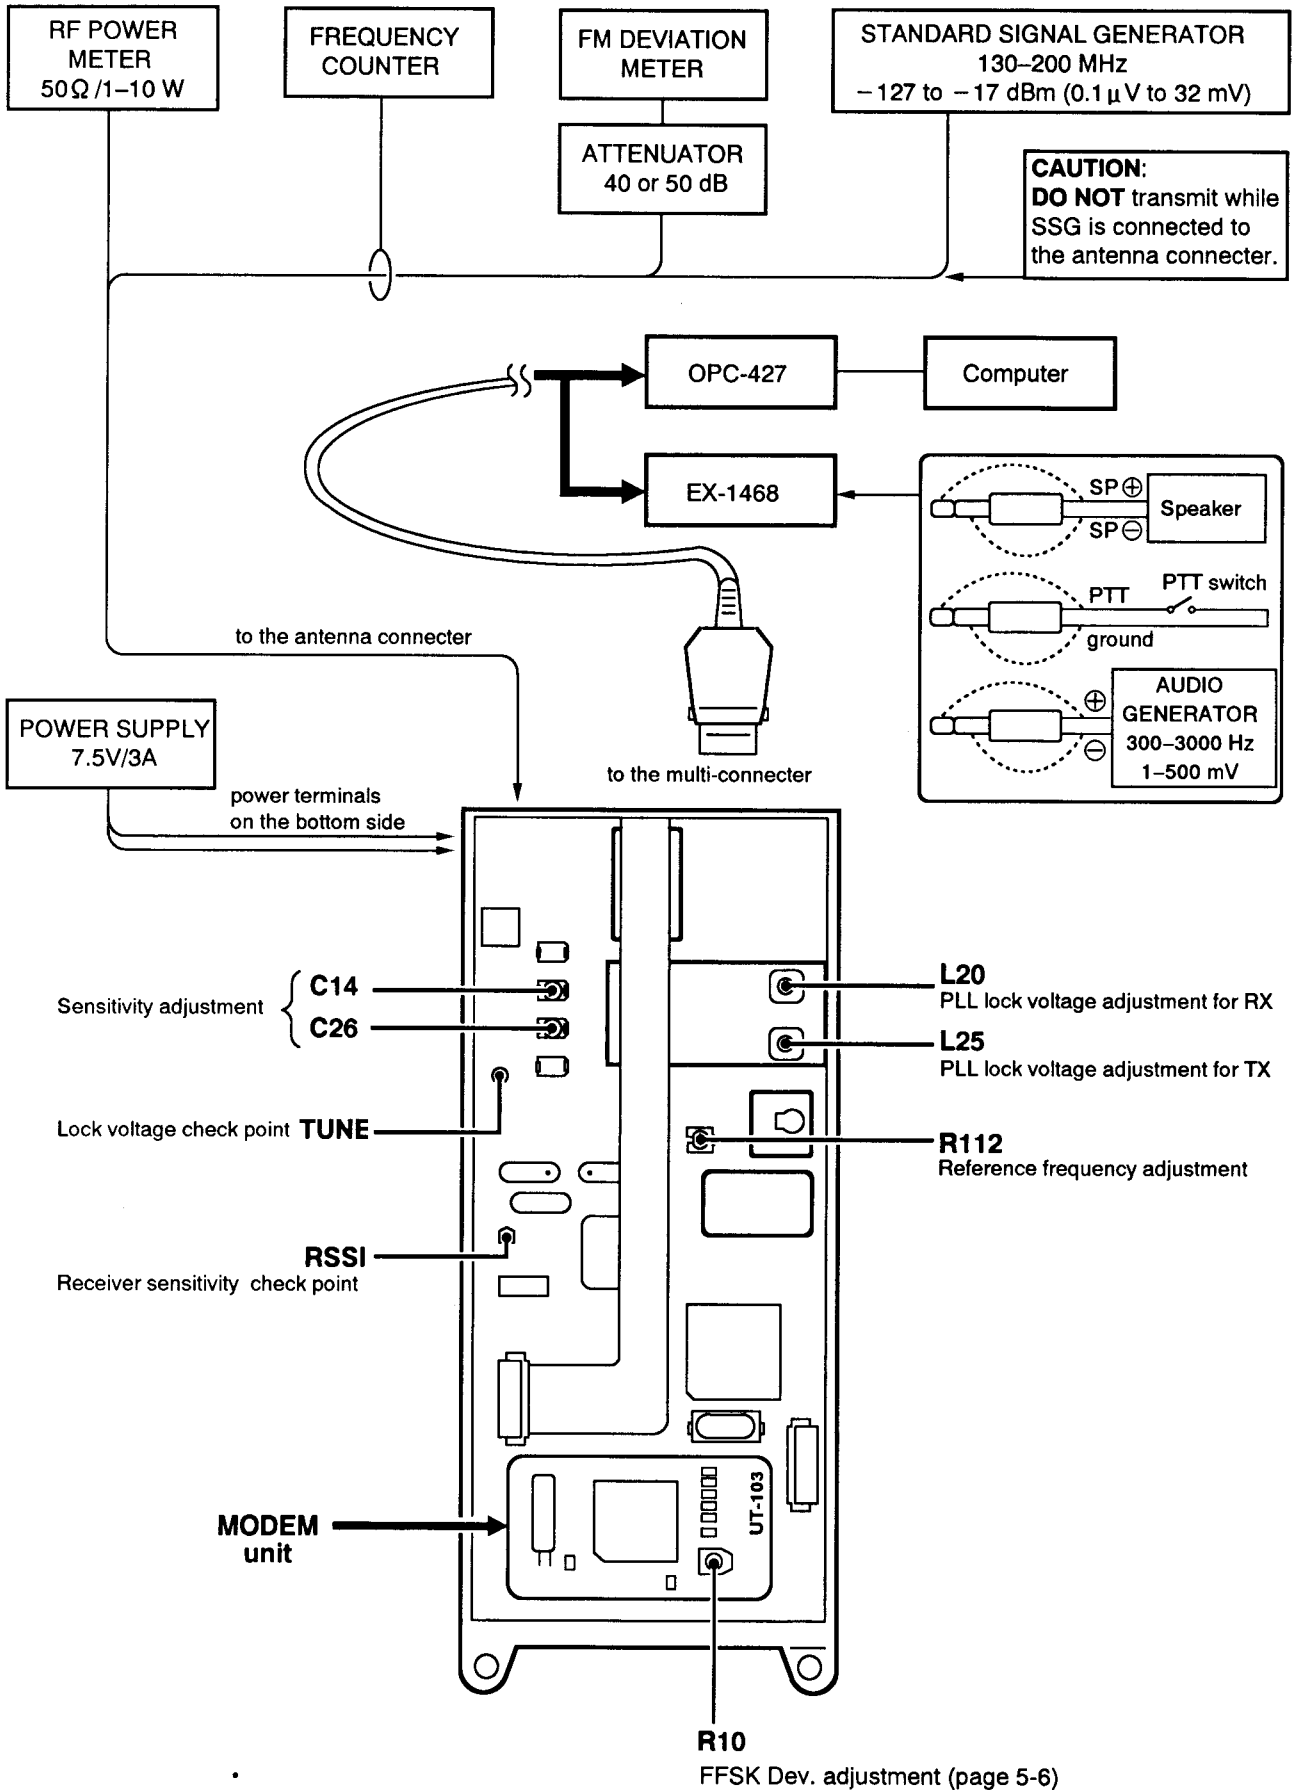 RF POWER
METER
50Ω/1–10 W
FREQUENCY
COUNTER
FM DEVIATION
METER
STANDARD SIGNAL GENERATOR
130–200 MHz
–127 to –17 dBm (0.1 µV to 32 mV)
ATTENUATOR
40 or 50 dB
CAUTION:
DO NOT transmit while
SSG is connected to
the antenna connecter.
OPC-427
Computer
EX-1468
SP ⊕
SP ⊖
Speaker
PTT
PTT switch
ground
⊕
⊖
AUDIO
GENERATOR
300–3000 Hz
1–500 mV
to the antenna connecter
to the multi-connecter
POWER SUPPLY
7.5V/3A
power terminals
on the bottom side
Sensitivity adjustment
C14
C26
L20
PLL lock voltage adjustment for RX
L25
PLL lock voltage adjustment for TX
Lock voltage check point TUNE
R112
Reference frequency adjustment
RSSI
Receiver sensitivity check point
MODEM
unit
UT-103
R10
FFSK Dev. adjustment (page 5-6)